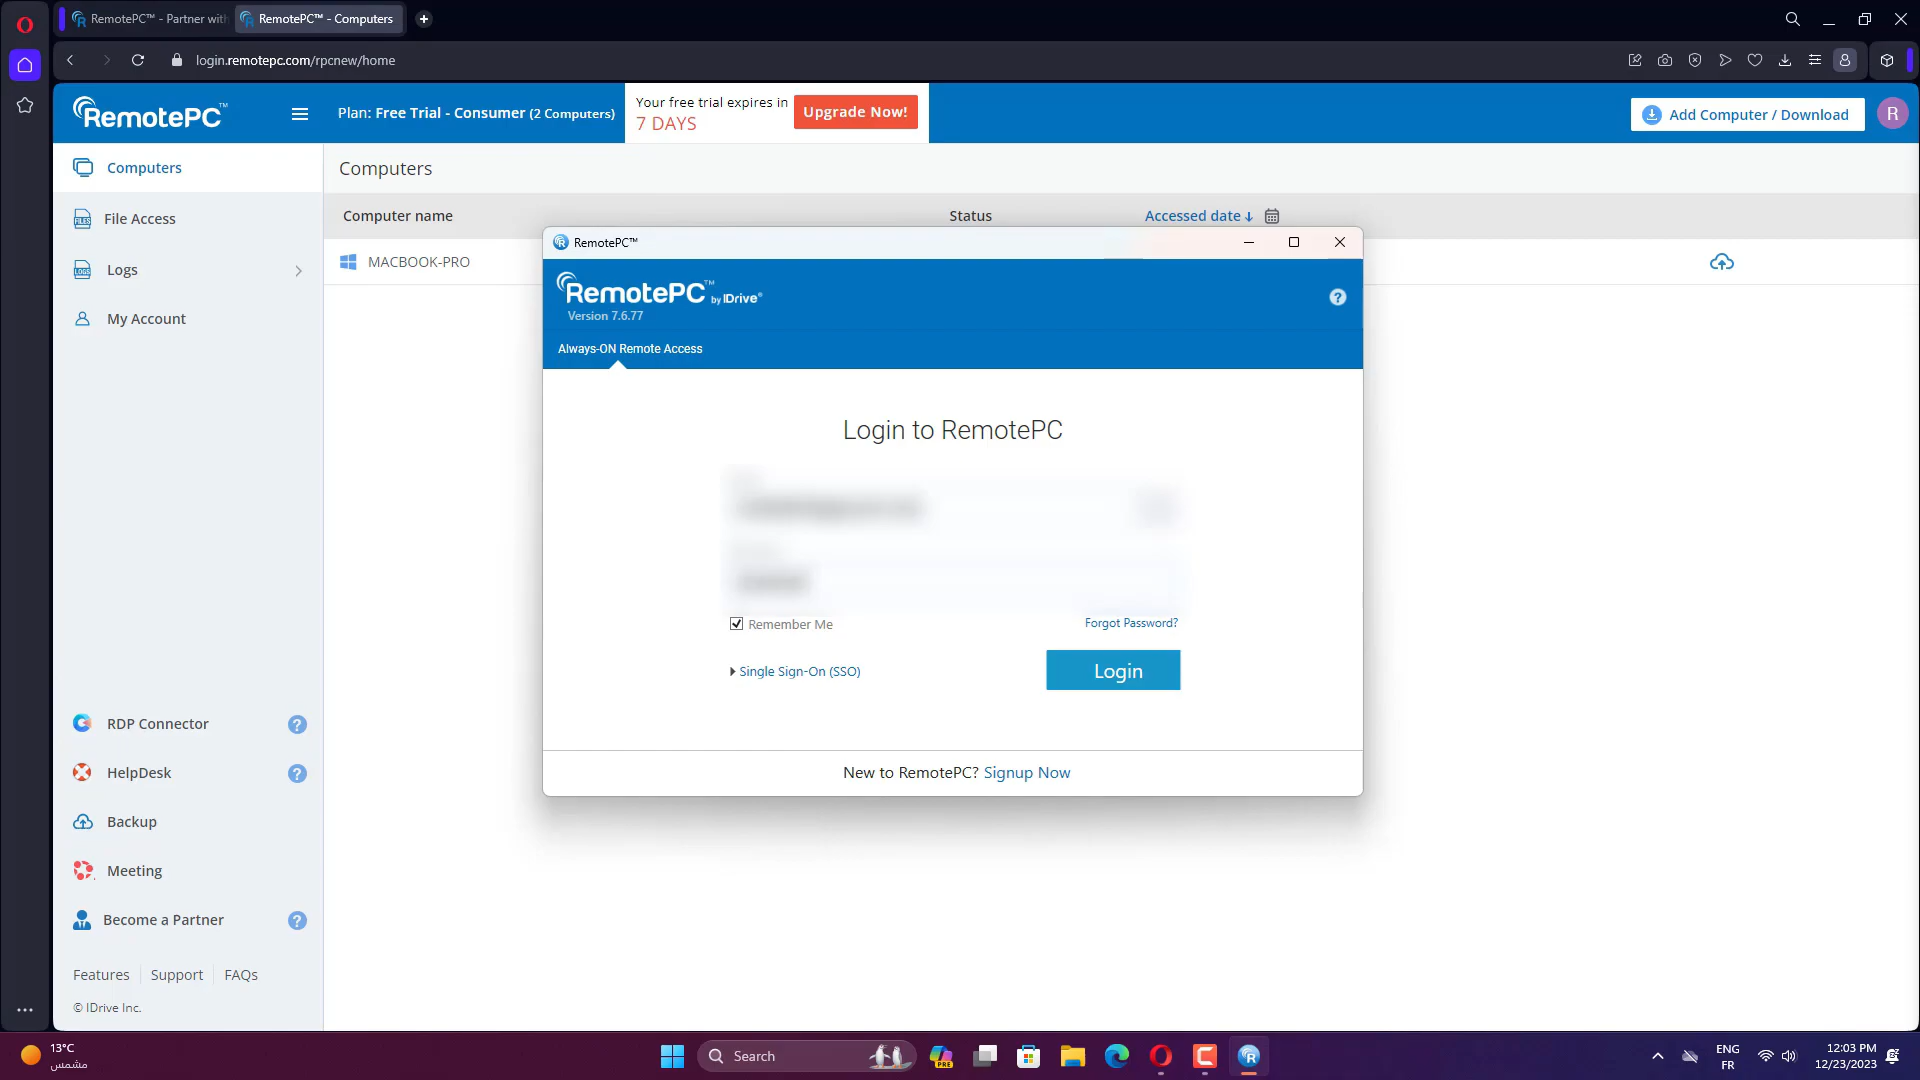 RemotePC™ - Partner with
RemotePC™ - Computers
login.remotepc.com/rpcnew/home
RemotePC™
Plan: Free Trial - Consumer (2 Computers)
Your free trial expires in
7 DAYS
Upgrade Now!
Add Computer / Download
R
Computers
File Access
Logs
My Account
RDP Connector
HelpDesk
Backup
Meeting
Become a Partner
Features
Support
FAQs
© IDrive Inc.
Computers
Computer name
Status
Accessed date
MACBOOK-PRO
RemotePC™
RemotePC™ by IDrive®
Version 7.6.77
Always-ON Remote Access
Login to RemotePC
Remember Me
Forgot Password?
Single Sign-On (SSO)
Login
New to RemotePC? Signup Now
13°C
مشمس
Search
PRE
ENG
FR
12:03 PM
12/23/2023